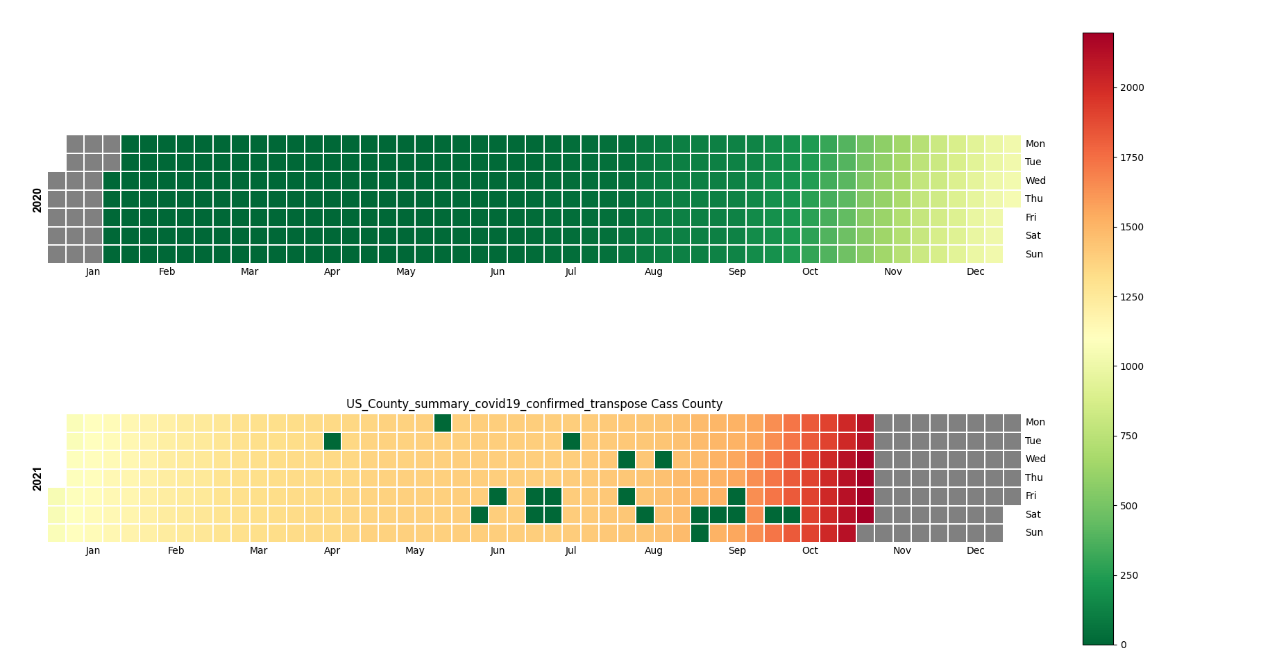 2020
Mon
Tue
Wed
Thu
Fri
Sat
Sun
Jan Feb Mar Apr May Jun Jul Aug Sep Oct Nov Dec
US_County_summary_covid19_confirmed_transpose Cass County
2021
Mon
Tue
Wed
Thu
Fri
Sat
Sun
Jan Feb Mar Apr May Jun Jul Aug Sep Oct Nov Dec
2000
1750
1500
1250
1000
750
500
250
0